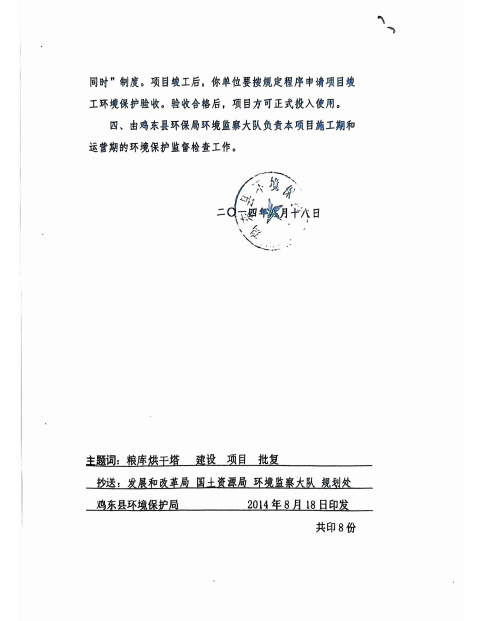 同时”制度。项目竣工后，你单位要按规定程序申请项目竣
工环境保护验收。验收合格后，项目方可正式投入使用。
四、由鸡东县环保局环境监察大队负责本项目施工期和
运营期的环境保护监督检查工作。
鸡东县环境保
二〇一四年八月十八日
主题词：粮库烘干塔 建设 项目 批复
抄送：发展和改革局 国土资源局 环境监察大队 规划处
鸡东县环境保护局 2014年8月18日印发
共印8份